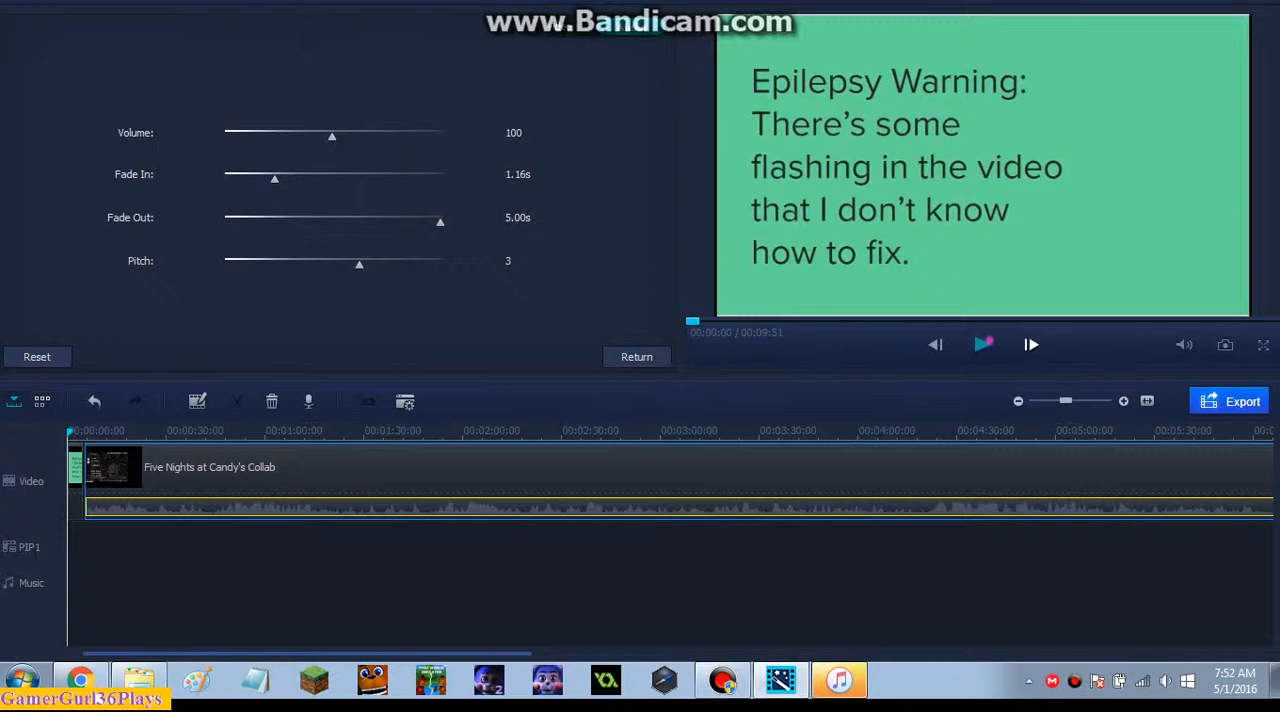 www.Bandicam.com
Volume:
100
Fade In:
1.16s
Fade Out:
5.00s
Pitch:
3
Reset
Return
Epilepsy Warning:
There's some
flashing in the video
that I don't know
how to fix.
00:00:00 / 00:09:51
Export
00:00:00;00 00:00:30;00 00:01:00;00 00:01:30;00 00:02:00;00 00:02:30;00 00:03:00;00 00:03:30;00 00:04:00;00 00:04:30;00 00:05:00;00 00:05:30;00
Video
Five Nights at Candy's Collab
PIP1
Music
7:52 AM
5/1/2016
GamerGurl36Plays